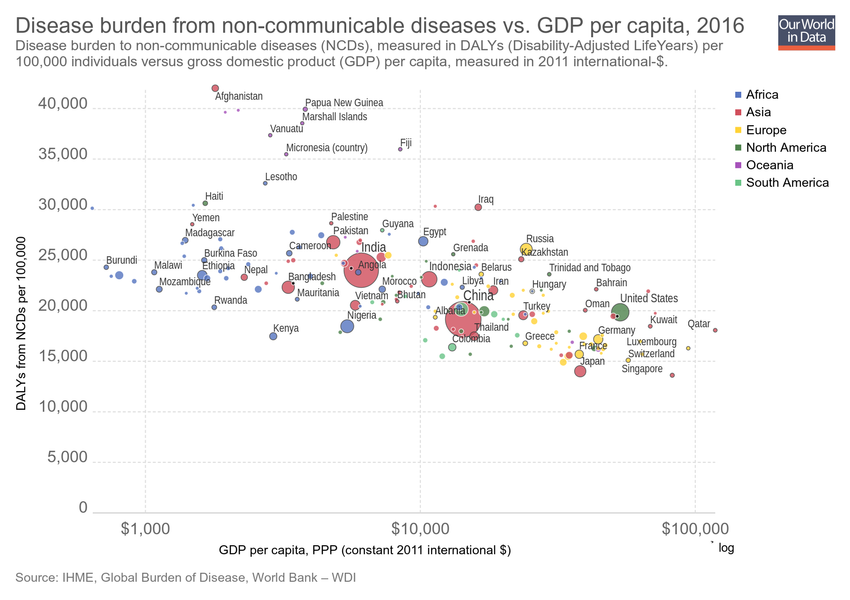 Disease burden from non-communicable diseases vs. GDP per capita, 2016
Our World
in Data
Disease burden to non-communicable diseases (NCDs), measured in DALYs (Disability-Adjusted LifeYears) per
100,000 individuals versus gross domestic product (GDP) per capita, measured in 2011 international-$.
Africa
Asia
Europe
North America
Oceania
South America
DALYs from NCDs per 100,000
40,000
35,000
30,000
25,000
20,000
15,000
10,000
5,000
0
Afghanistan
Papua New Guinea
Marshall Islands
Vanuatu
Fiji
Micronesia (country)
Lesotho
Haiti
Iraq
Yemen
Palestine
Guyana
Madagascar
Pakistan
Egypt
Russia
Cameroon
India
Grenada
Kazakhstan
Burundi
Malawi
Burkina Faso
Ethiopia
Nepal
Angola
Indonesia
Belarus
Trinidad and Tobago
Mozambique
Bangladesh
Morocco
Libya
Iran
Hungary
Bahrain
Rwanda
Mauritania
Vietnam
Bhutan
China
Turkey
Oman
United States
Nigeria
Albania
Kenya
Thailand
Kuwait
Qatar
Colombia
Greece
Germany
France
Luxembourg
Switzerland
Japan
Singapore
$1,000
$10,000
$100,000
log
GDP per capita, PPP (constant 2011 international $)
Source: IHME, Global Burden of Disease, World Bank – WDI